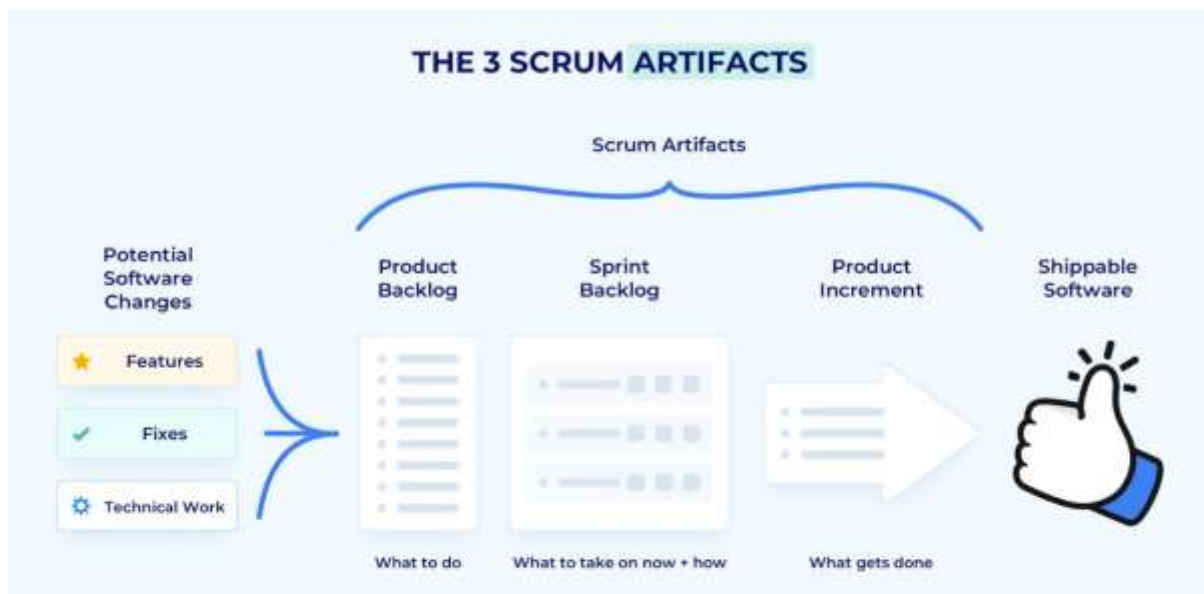 THE 3 SCRUM ARTIFACTS
Scrum Artifacts
Potential
Software
Changes
Features
Fixes
Technical Work
Product
Backlog
What to do
Sprint
Backlog
What to take on now + how
Product
Increment
What gets done
Shippable
Software